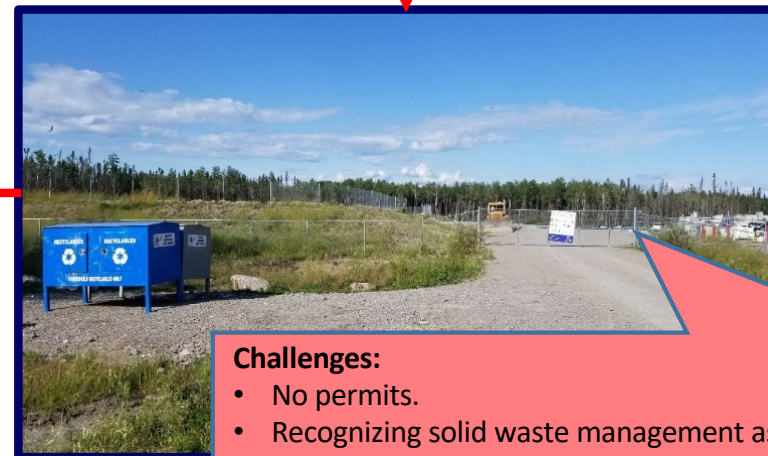 RECYCLABLES RECYCLABLES
Challenges:
• No permits.
• Recognizing solid waste management as